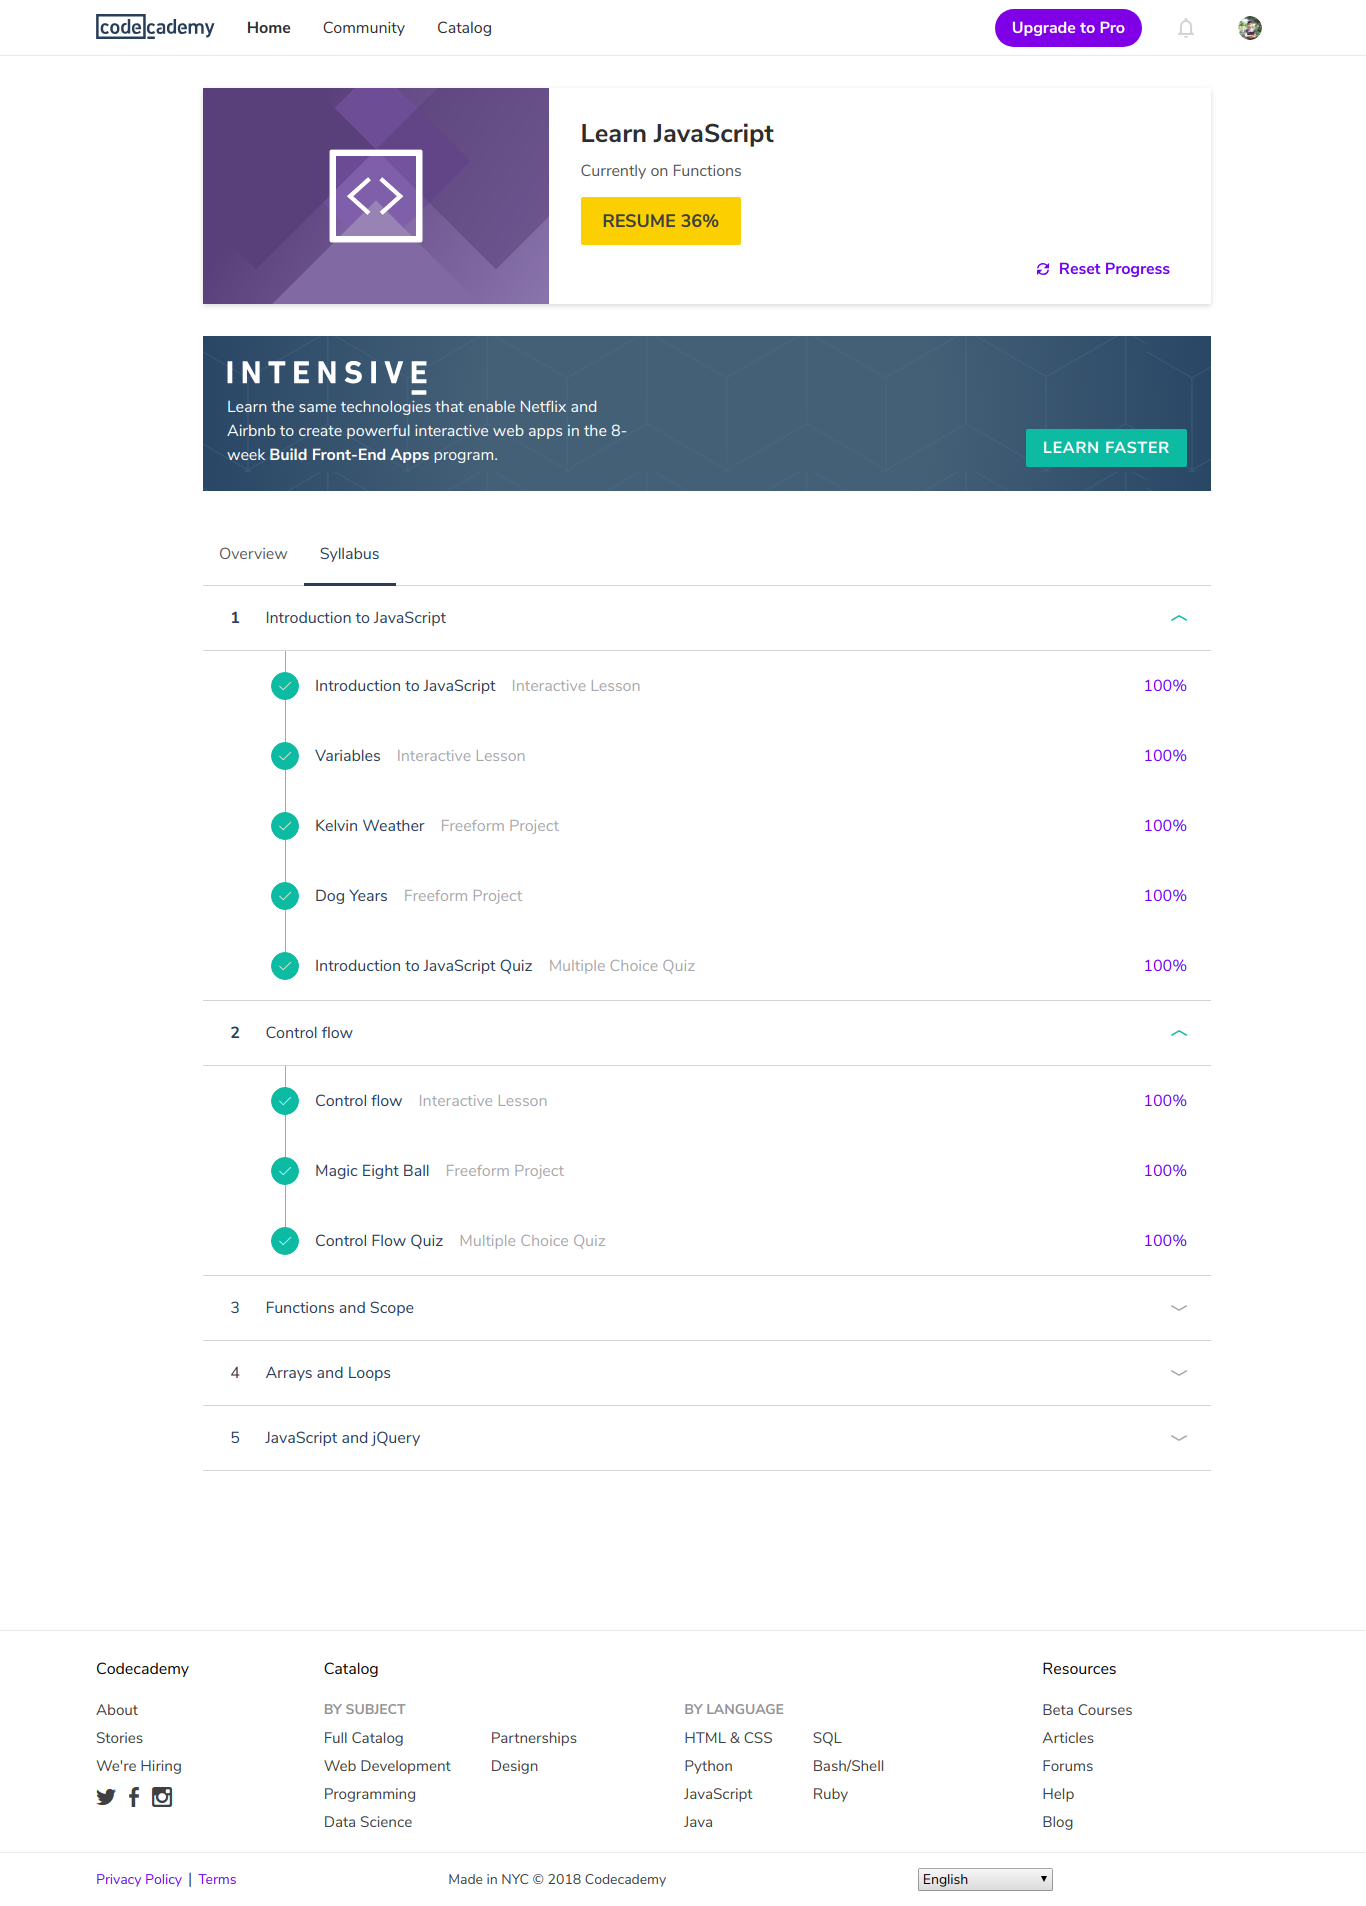 codecademy
Home
Community
Catalog
Upgrade to Pro
Learn JavaScript
Currently on Functions
RESUME 36%
Reset Progress
INTENSIVE
Learn the same technologies that enable Netflix and
Airbnb to create powerful interactive web apps in the 8-
week Build Front-End Apps program.
LEARN FASTER
Overview
Syllabus
1 Introduction to JavaScript
Introduction to JavaScript Interactive Lesson 100%
Variables Interactive Lesson 100%
Kelvin Weather Freeform Project 100%
Dog Years Freeform Project 100%
Introduction to JavaScript Quiz Multiple Choice Quiz 100%
2 Control flow
Control flow Interactive Lesson 100%
Magic Eight Ball Freeform Project 100%
Control Flow Quiz Multiple Choice Quiz 100%
3 Functions and Scope
4 Arrays and Loops
5 JavaScript and jQuery
Codecademy
About
Stories
We're Hiring
Catalog
BY SUBJECT
Full Catalog
Web Development
Programming
Data Science
Partnerships
Design
BY LANGUAGE
HTML & CSS
Python
JavaScript
Java
SQL
Bash/Shell
Ruby
Resources
Beta Courses
Articles
Forums
Help
Blog
Privacy Policy | Terms
Made in NYC © 2018 Codecademy
English